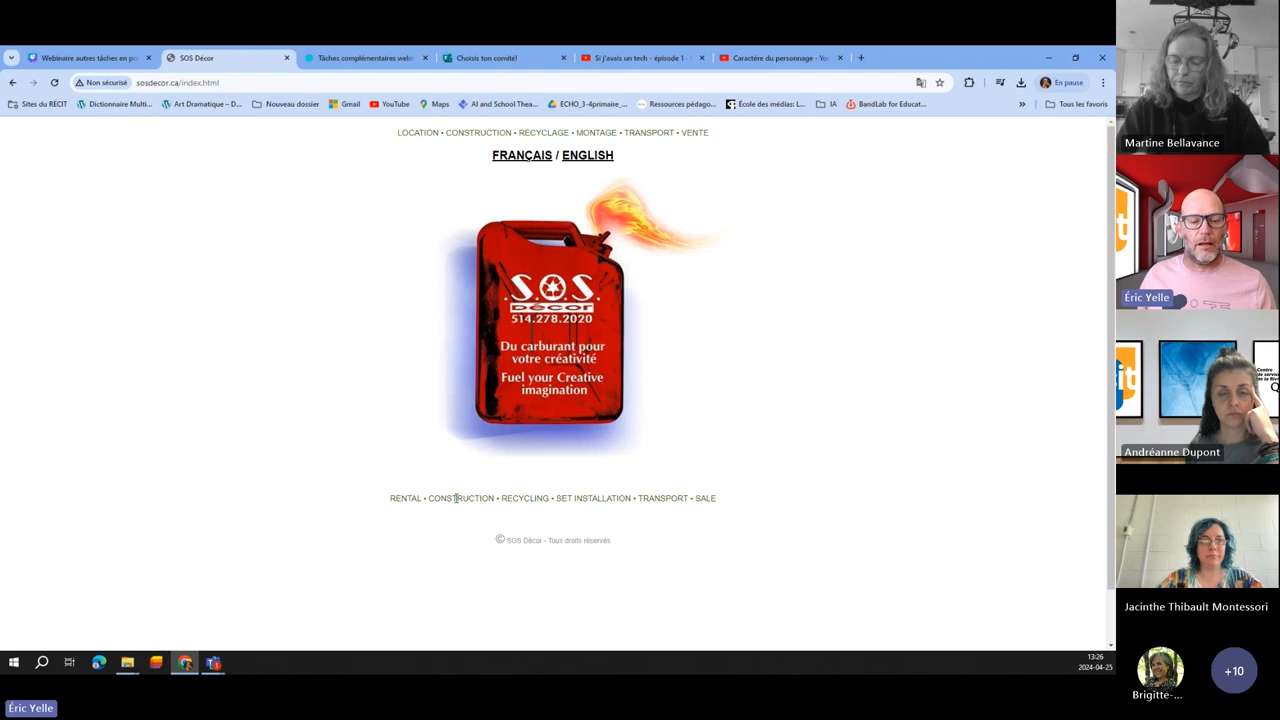 Webinaire autres tâches en po
SOS Décor
Tâches complémentaires web
Choisis ton comité!
Si j'avais un tech - épisode 1 -
Caractère du personnage - Yo
Non sécurisé
sosdecor.ca/index.html
En pause
Sites du RÉCIT
Dictionnaire Multi...
Art Dramatique – D...
Nouveau dossier
Gmail
YouTube
Maps
AI and School Thea...
ECHO_3-4primaire_...
Ressources pédago...
École des médias: L...
IA
BandLab for Educat...
Tous les favoris
LOCATION • CONSTRUCTION • RECYCLAGE • MONTAGE • TRANSPORT • VENTE
FRANÇAIS / ENGLISH
.S.O.S.
Décor
514.278.2020
Du carburant pour
votre créativité
Fuel your Creative
imagination
RENTAL • CONSTRUCTION • RECYCLING • SET INSTALLATION • TRANSPORT • SALE
© SOS Décor - Tous droits réservés
13:26
2024-04-25
Éric Yelle
Martine Bellavance
Éric Yelle
Andréanne Dupont
Jacinthe Thibault Montessori
Brigitte-...
+10